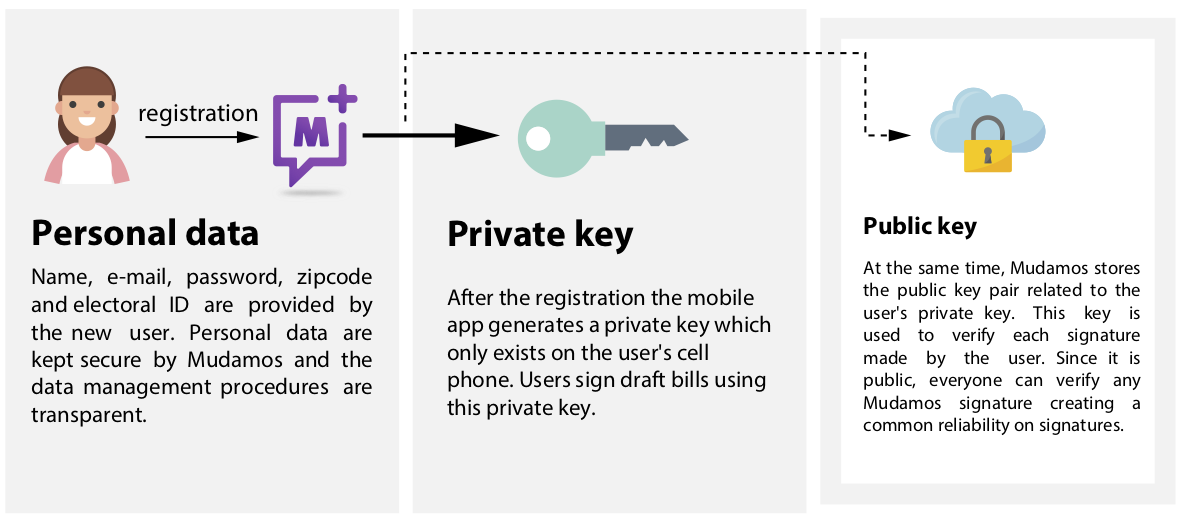 registration
M
Personal data
Name, e-mail, password, zipcode
and electoral ID are provided by
the new user. Personal data are
kept secure by Mudamos and the
data management procedures are
transparent.
Private key
After the registration the mobile
app generates a private key which
only exists on the user's cell
phone. Users sign draft bills using
this private key.
Public key
At the same time, Mudamos stores
the public key pair related to the
user's private key. This key is
used to verify each signature
made by the user. Since it is
public, everyone can verify any
Mudamos signature creating a
common reliability on signatures.